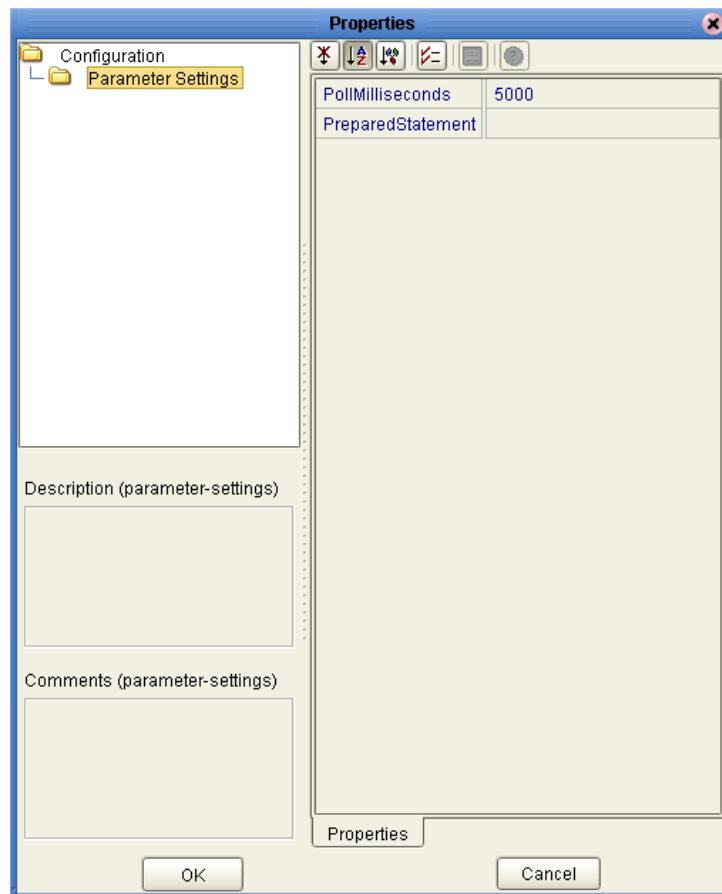 Properties
Configuration
Parameter Settings
PollMilliseconds 5000
PreparedStatement
Description (parameter-settings)
Comments (parameter-settings)
Properties
OK
Cancel